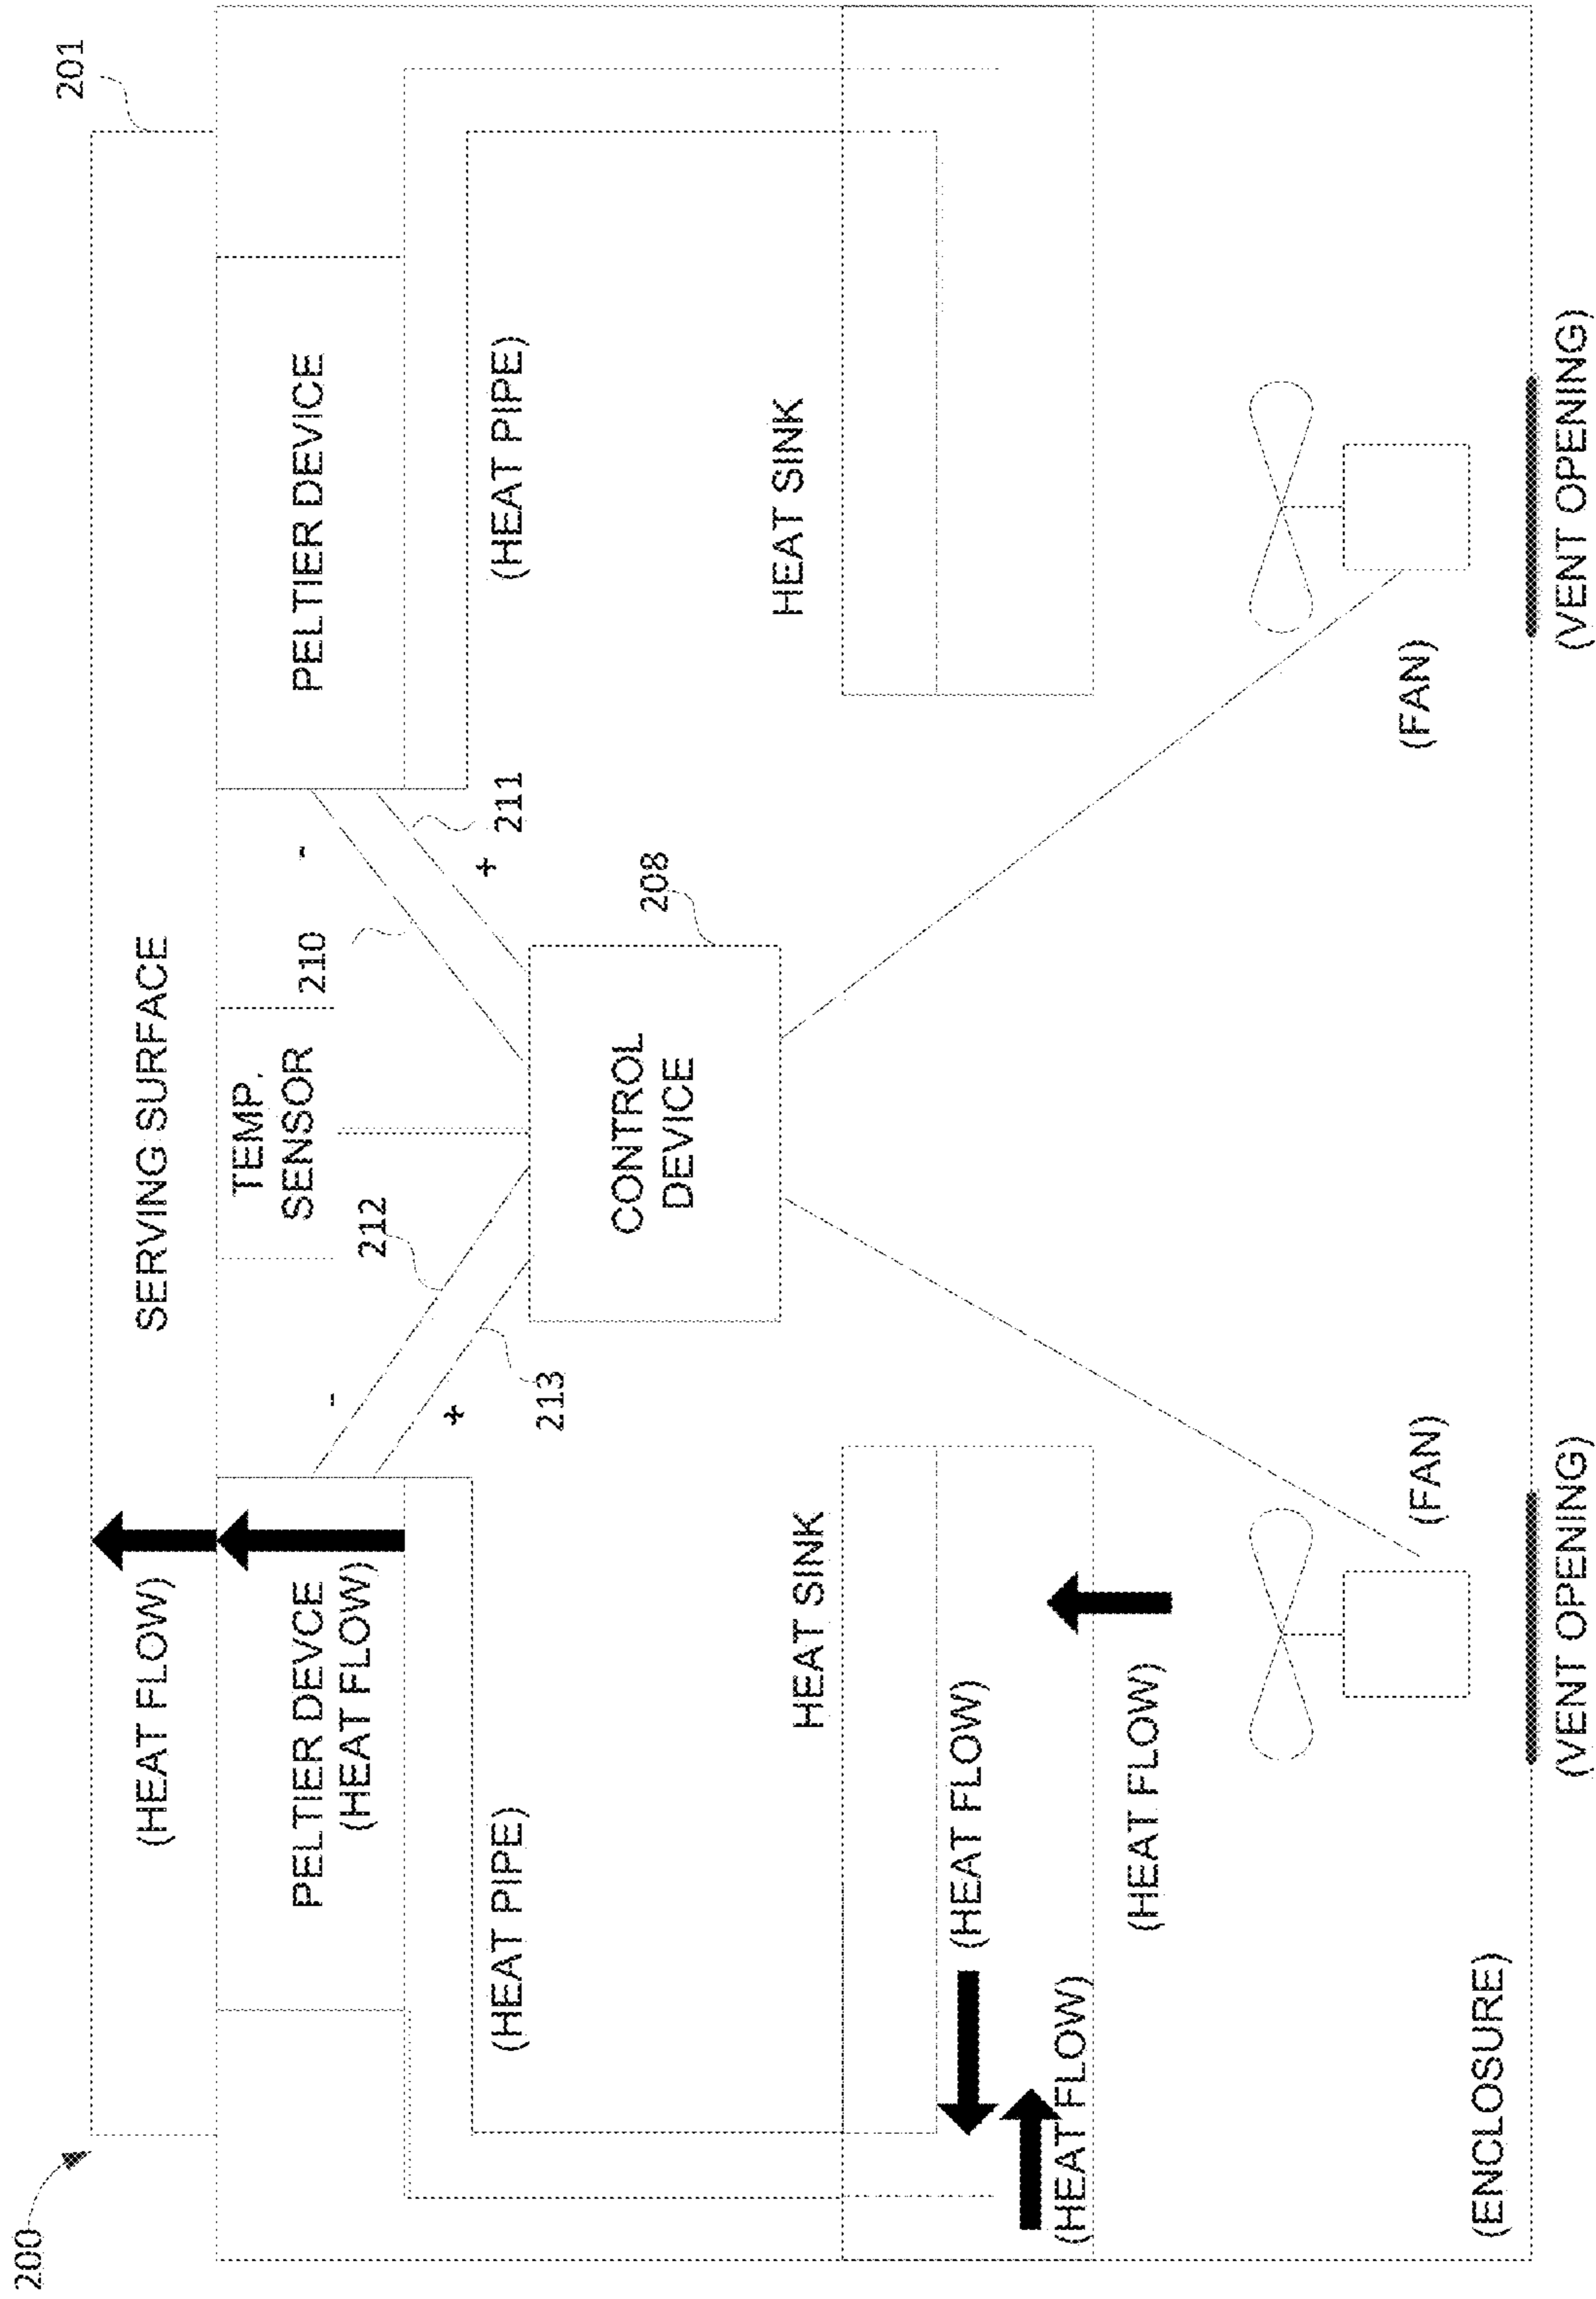 200
201
SERVING SURFACE
(HEAT FLOW)
PELTIER DEVCE
(HEAT FLOW)
TEMP.
SENSOR
PELTIER DEVICE
-
+
212
213
210
-
211
+
(HEAT PIPE)
(HEAT PIPE)
CONTROL
DEVICE
208
HEAT SINK
HEAT SINK
(HEAT FLOW)
(HEAT FLOW)
(HEAT FLOW)
(FAN)
(FAN)
(ENCLOSURE)
(VENT OPENING)
(VENT OPENING)